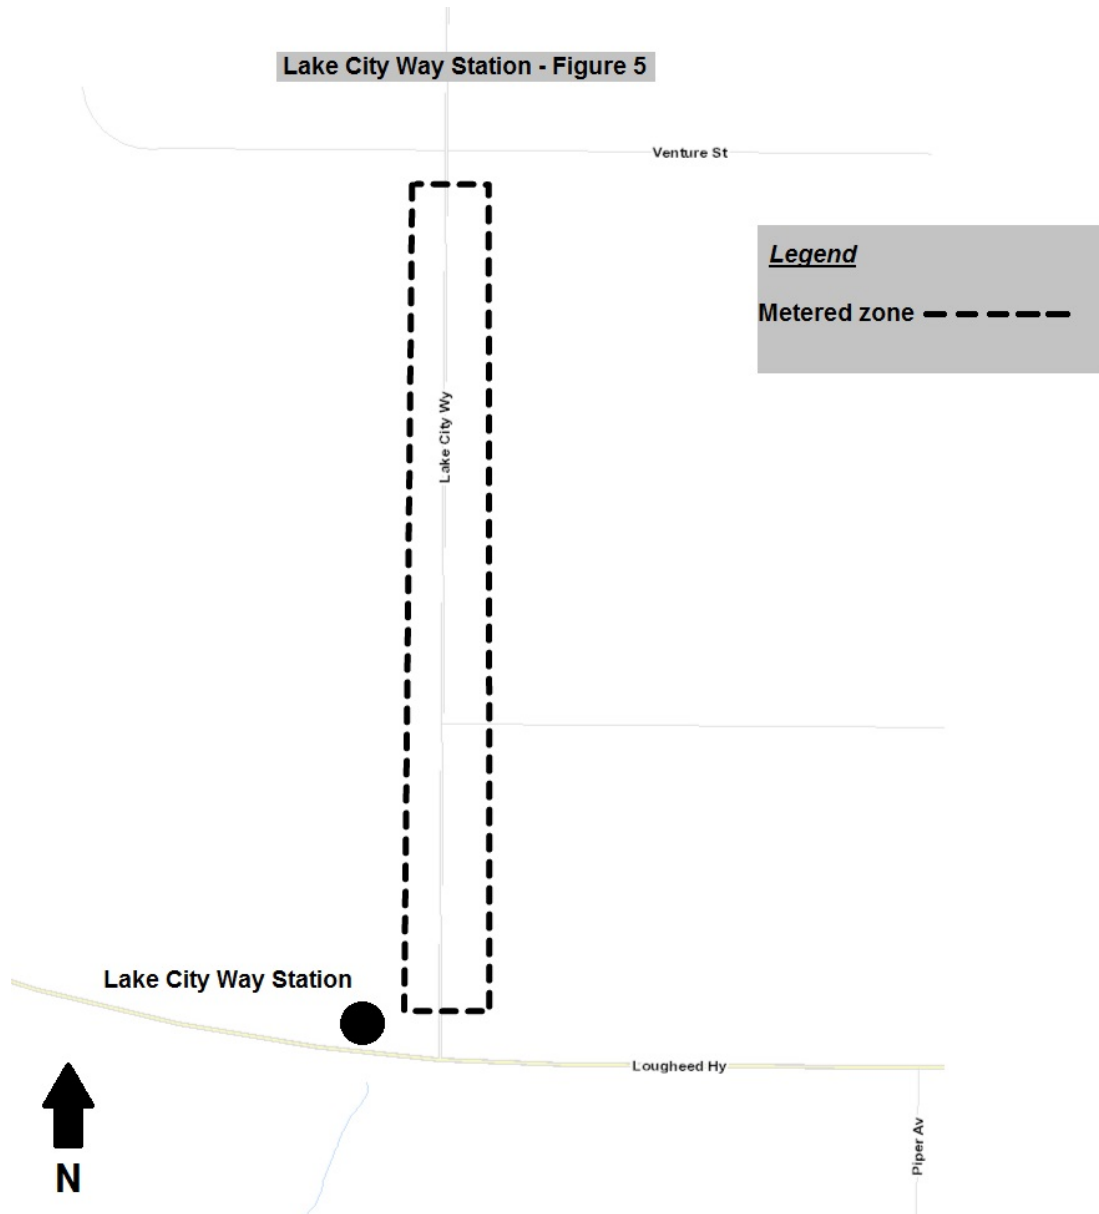 Lake City Way Station - Figure 5
Venture St
Legend
Metered zone
Lake City Wy
Lake City Way Station
Lougheed Hy
Piper Av
N